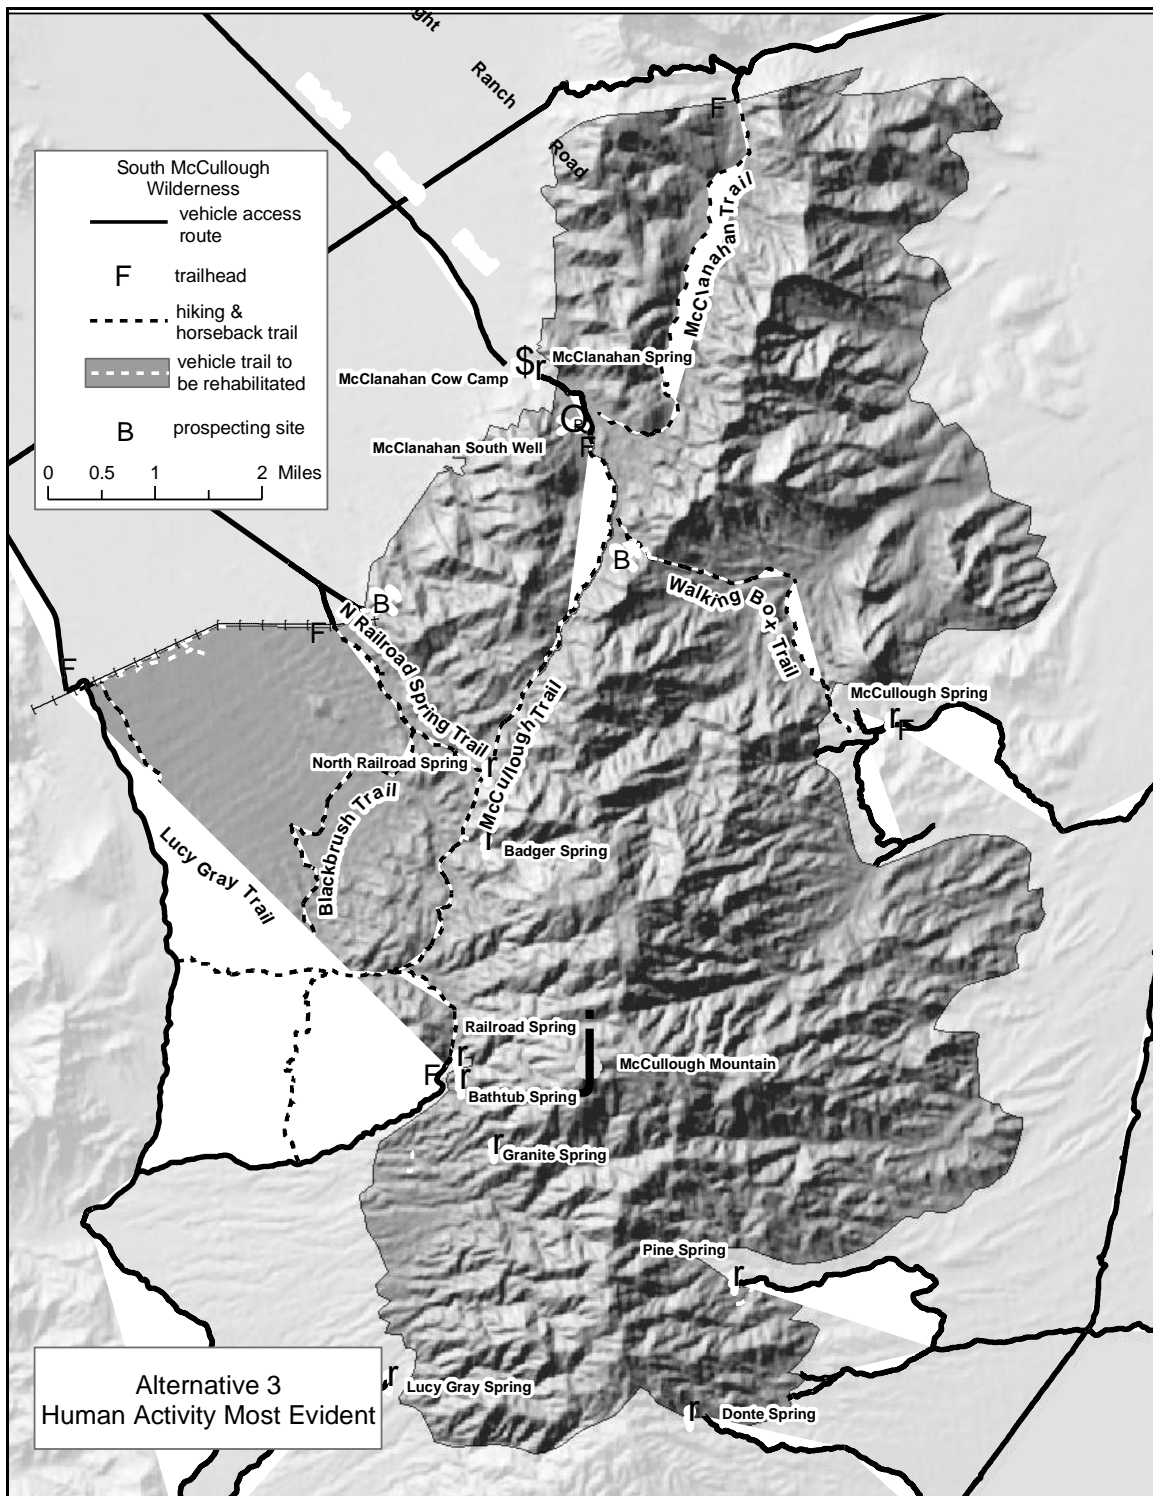 ght
Ranch
Road
F
South McCullough
Wilderness
vehicle access
route
F trailhead
hiking &
horseback trail
vehicle trail to
be rehabilitated
B prospecting site
0 0.5 1 2 Miles
McClanahan Trail
$r McClanahan Spring
McClanahan Cow Camp
McClanahan South Well
F
B
Walking Box Trail
B
F
N Railroad Spring Trail
F
McCullough Spring
r F
McCullough Trail
North Railroad Spring r
Blackbrush Trail
Badger Spring
Lucy Gray Trail
Railroad Spring
r
j
McCullough Mountain
F
r
Bathtub Spring
r Granite Spring
Pine Spring
r
Alternative 3
Human Activity Most Evident
r Lucy Gray Spring
r Donte Spring